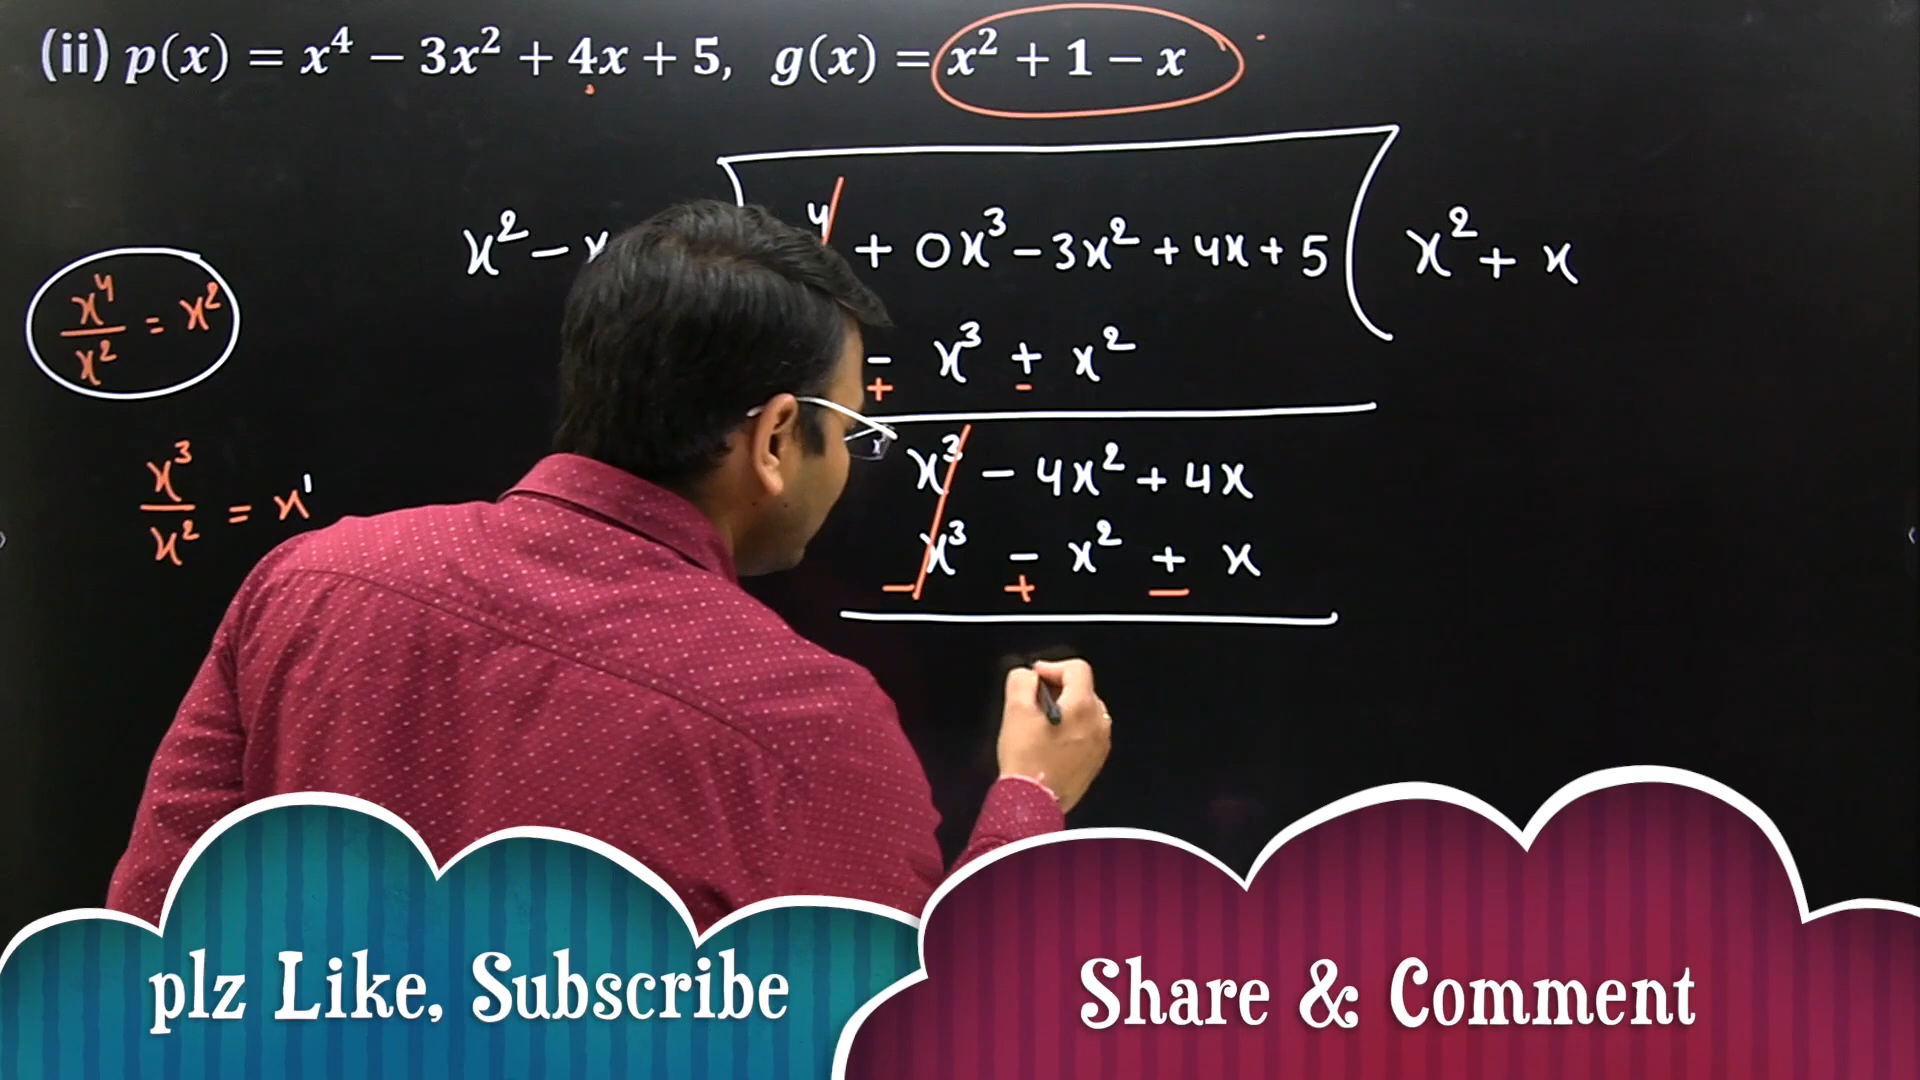 (ii) p(x) = x⁴ − 3x² + 4x + 5, g(x) = x² + 1 − x
x² − x
⁴ + 0x³ − 3x² + 4x + 5
x² + x
x⁴/x² = x²
− x³ + x²
+ −
x³ − 4x² + 4x
x³/x² = x¹
x³ − x² + x
− + −
plz Like, Subscribe
Share & Comment